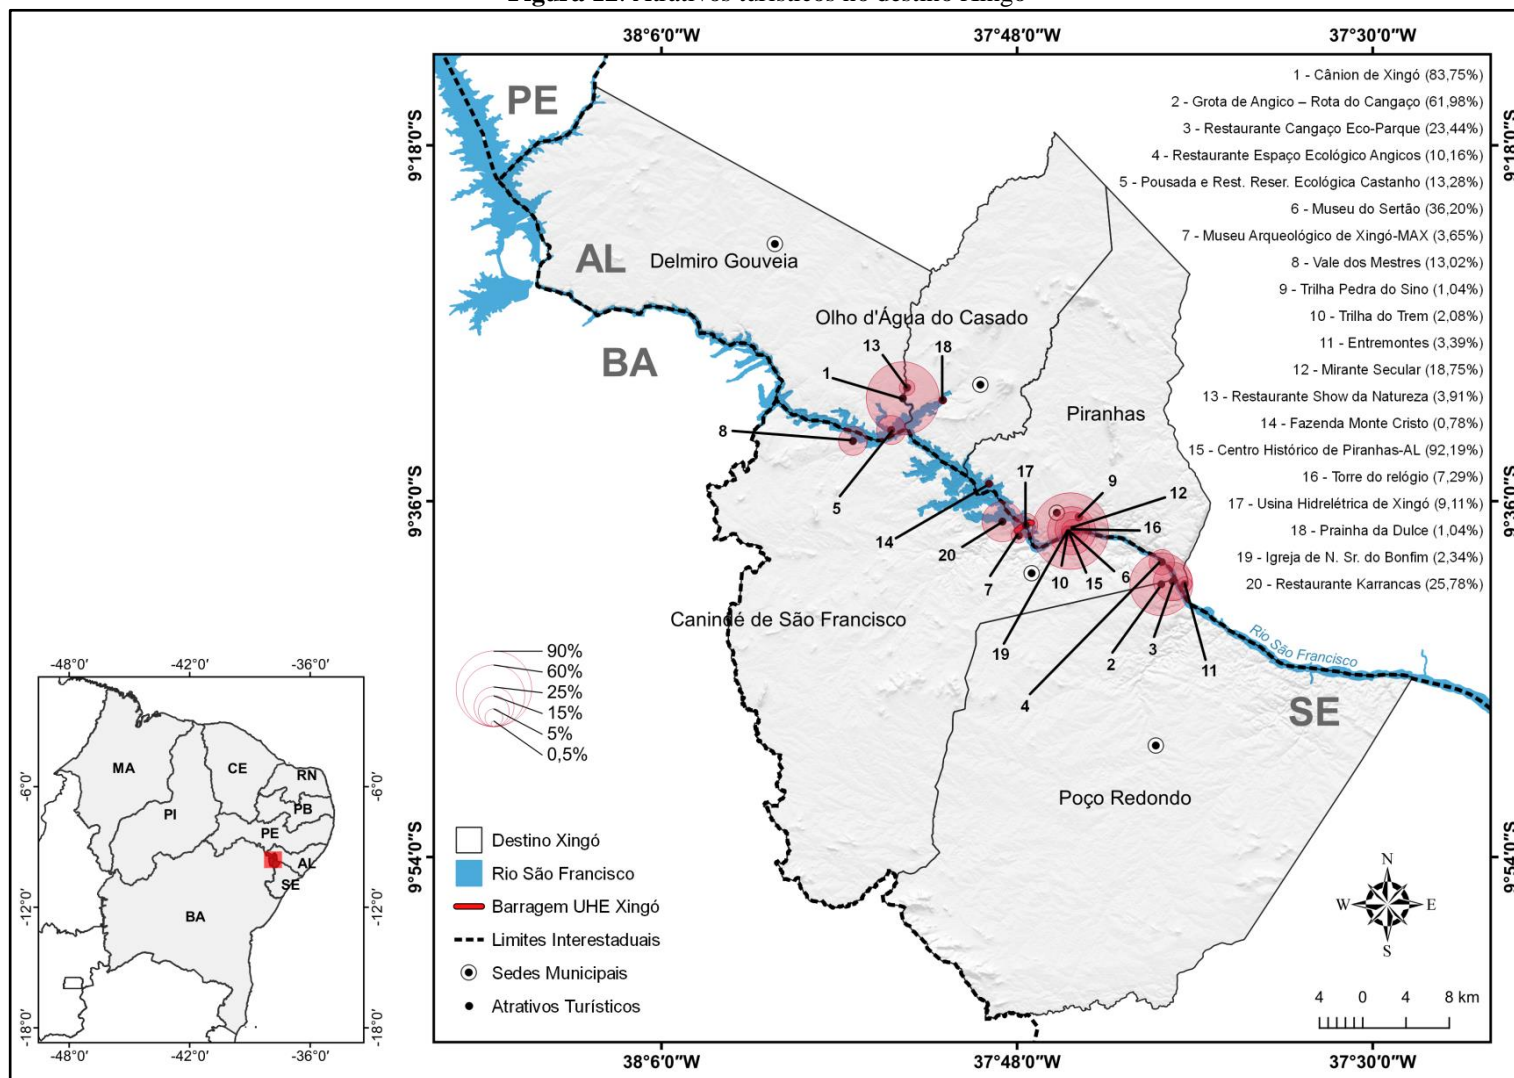 Figura 12: Atrativos turísticos no destino Xingó
38°6'0"W
37°48'0"W
37°30'0"W
9°18'0"S
9°36'0"S
9°54'0"S
9°18'0"S
9°36'0"S
9°54'0"S
1 - Cânion de Xingó (83,75%)
2 - Grota de Angico – Rota do Cangaço (61,98%)
3 - Restaurante Cangaço Eco-Parque (23,44%)
4 - Restaurante Espaço Ecológico Angicos (10,16%)
5 - Pousada e Rest. Reser. Ecológica Castanho (13,28%)
6 - Museu do Sertão (36,20%)
7 - Museu Arqueológico de Xingó-MAX (3,65%)
8 - Vale dos Mestres (13,02%)
9 - Trilha Pedra do Sino (1,04%)
10 - Trilha do Trem (2,08%)
11 - Entremontes (3,39%)
12 - Mirante Secular (18,75%)
13 - Restaurante Show da Natureza (3,91%)
14 - Fazenda Monte Cristo (0,78%)
15 - Centro Histórico de Piranhas-AL (92,19%)
16 - Torre do relógio (7,29%)
17 - Usina Hidrelétrica de Xingó (9,11%)
18 - Prainha da Dulce (1,04%)
19 - Igreja de N. Sr. do Bonfim (2,34%)
20 - Restaurante Karrancas (25,78%)
PE
AL
Delmiro Gouveia
BA
Olho d'Água do Casado
13
18
1
Piranhas
8
17
9
12
5
16
14
20
7
10
15
6
Canindé de São Francisco
19
2
3
11
4
Rio São Francisco
SE
Poço Redondo
90%
60%
25%
15%
5%
0,5%
Destino Xingó
Rio São Francisco
Barragem UHE Xingó
Limites Interestaduais
Sedes Municipais
Atrativos Turísticos
-48°0'
-42°0'
-36°0'
-6°0'
-12°0'
-18°0'
-6°0'
-12°0'
-18°0'
MA
CE
RN
PB
PI
PE
AL
SE
BA
-48°0'
-42°0'
-36°0'
N
W
E
S
4 0 4 8 km
38°6'0"W
37°48'0"W
37°30'0"W